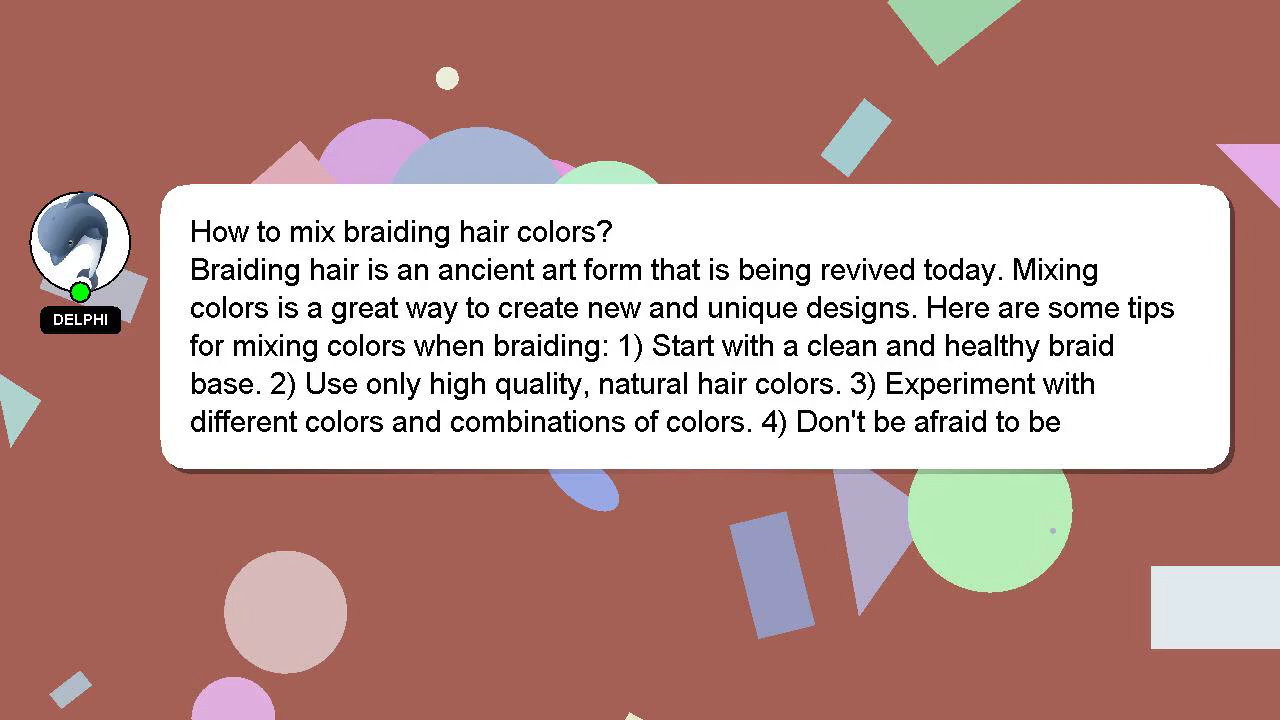 How to mix braiding hair colors?
Braiding hair is an ancient art form that is being revived today. Mixing
colors is a great way to create new and unique designs. Here are some tips
for mixing colors when braiding: 1) Start with a clean and healthy braid
base. 2) Use only high quality, natural hair colors. 3) Experiment with
different colors and combinations of colors. 4) Don't be afraid to be
DELPHI